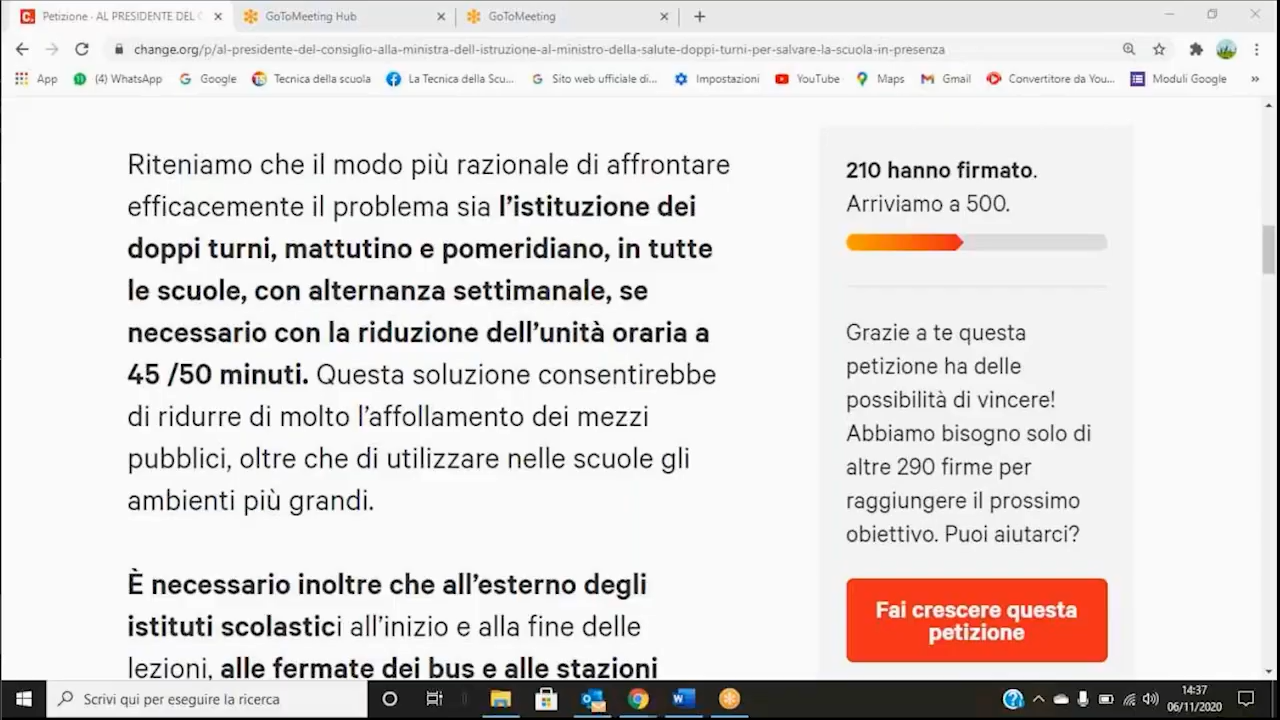 Petizione · AL PRESIDENTE DEL C
GoToMeeting Hub
GoToMeeting
change.org/p/al-presidente-del-consiglio-alla-ministra-dell-istruzione-al-ministro-della-salute-doppi-turni-per-salvare-la-scuola-in-presenza
App
(4) WhatsApp
Google
Tecnica della scuola
La Tecnica della Scu...
Sito web ufficiale di...
Impostazioni
YouTube
Maps
Gmail
Convertitore da You...
Moduli Google
»
Riteniamo che il modo più razionale di affrontare
efficacemente il problema sia l'istituzione dei
doppi turni, mattutino e pomeridiano, in tutte
le scuole, con alternanza settimanale, se
necessario con la riduzione dell'unità oraria a
45 /50 minuti. Questa soluzione consentirebbe
di ridurre di molto l'affollamento dei mezzi
pubblici, oltre che di utilizzare nelle scuole gli
ambienti più grandi.
È necessario inoltre che all'esterno degli
istituti scolastici all'inizio e alla fine delle
lezioni, alle fermate dei bus e alle stazioni
210 hanno firmato.
Arriviamo a 500.
Grazie a te questa
petizione ha delle
possibilità di vincere!
Abbiamo bisogno solo di
altre 290 firme per
raggiungere il prossimo
obiettivo. Puoi aiutarci?
Fai crescere questa
petizione
Scrivi qui per eseguire la ricerca
14:37
06/11/2020